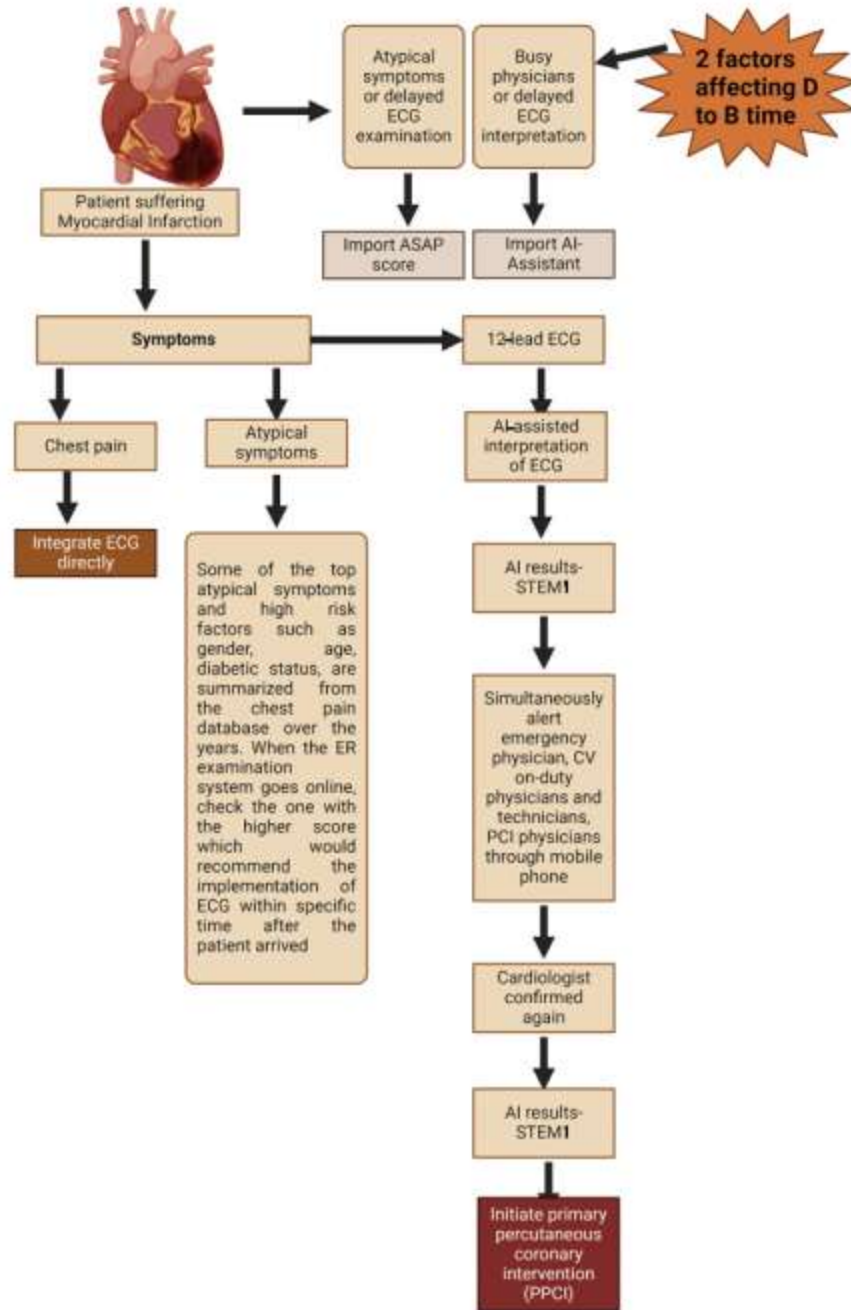 Atypical
symptoms
or delayed
ECG
examination
Busy
physicians
or delayed
ECG
interpretation
2 factors
affecting D
to B time
Patient suffering
Myocardial Infarction
Import ASAP
score
Import AI-
Assistant
Symptoms
12-lead ECG
Chest pain
Atypical
symptoms
AI-assisted
interpretation
of ECG
Integrate ECG
directly
Some of the top
atypical symptoms
and high risk
factors such as
gender, age,
diabetic status, are
summarized from
the chest pain
database over the
years. When the ER
examination
system goes online,
check the one with
the higher score
which would
recommend the
implementation of
ECG within specific
time after the
patient arrived
AI results-
STEM1
Simultaneously
alert
emergency
physician, CV
on-duty
physicians and
technicians,
PCI physicians
through mobile
phone
Cardiologist
confirmed
again
AI results-
STEM1
Initiate primary
percutaneous
coronary
intervention
(PPCI)